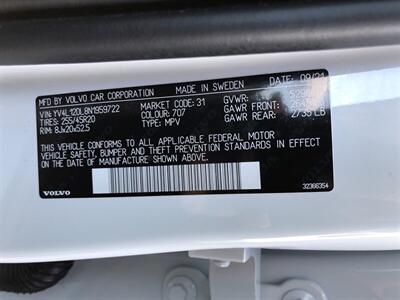 MFD BY: VOLVO CAR CORPORATION MADE IN SWEDEN 09/21
VIN: YV4L12DL8N1959722
TIRES: 255/45R20 MARKET CODE: 31 GVWR:
RIM: 8Jx20x52.5 COLOUR: 707 GAWR FRONT:
TYPE: MPV GAWR REAR: 2735 LB
THIS VEHICLE CONFORMS TO ALL APPLICABLE FEDERAL MOTOR
VEHICLE SAFETY, BUMPER AND THEFT PREVENTION STANDARDS IN EFFECT
ON THE DATE OF MANUFACTURE SHOWN ABOVE.
VOLVO
32366354